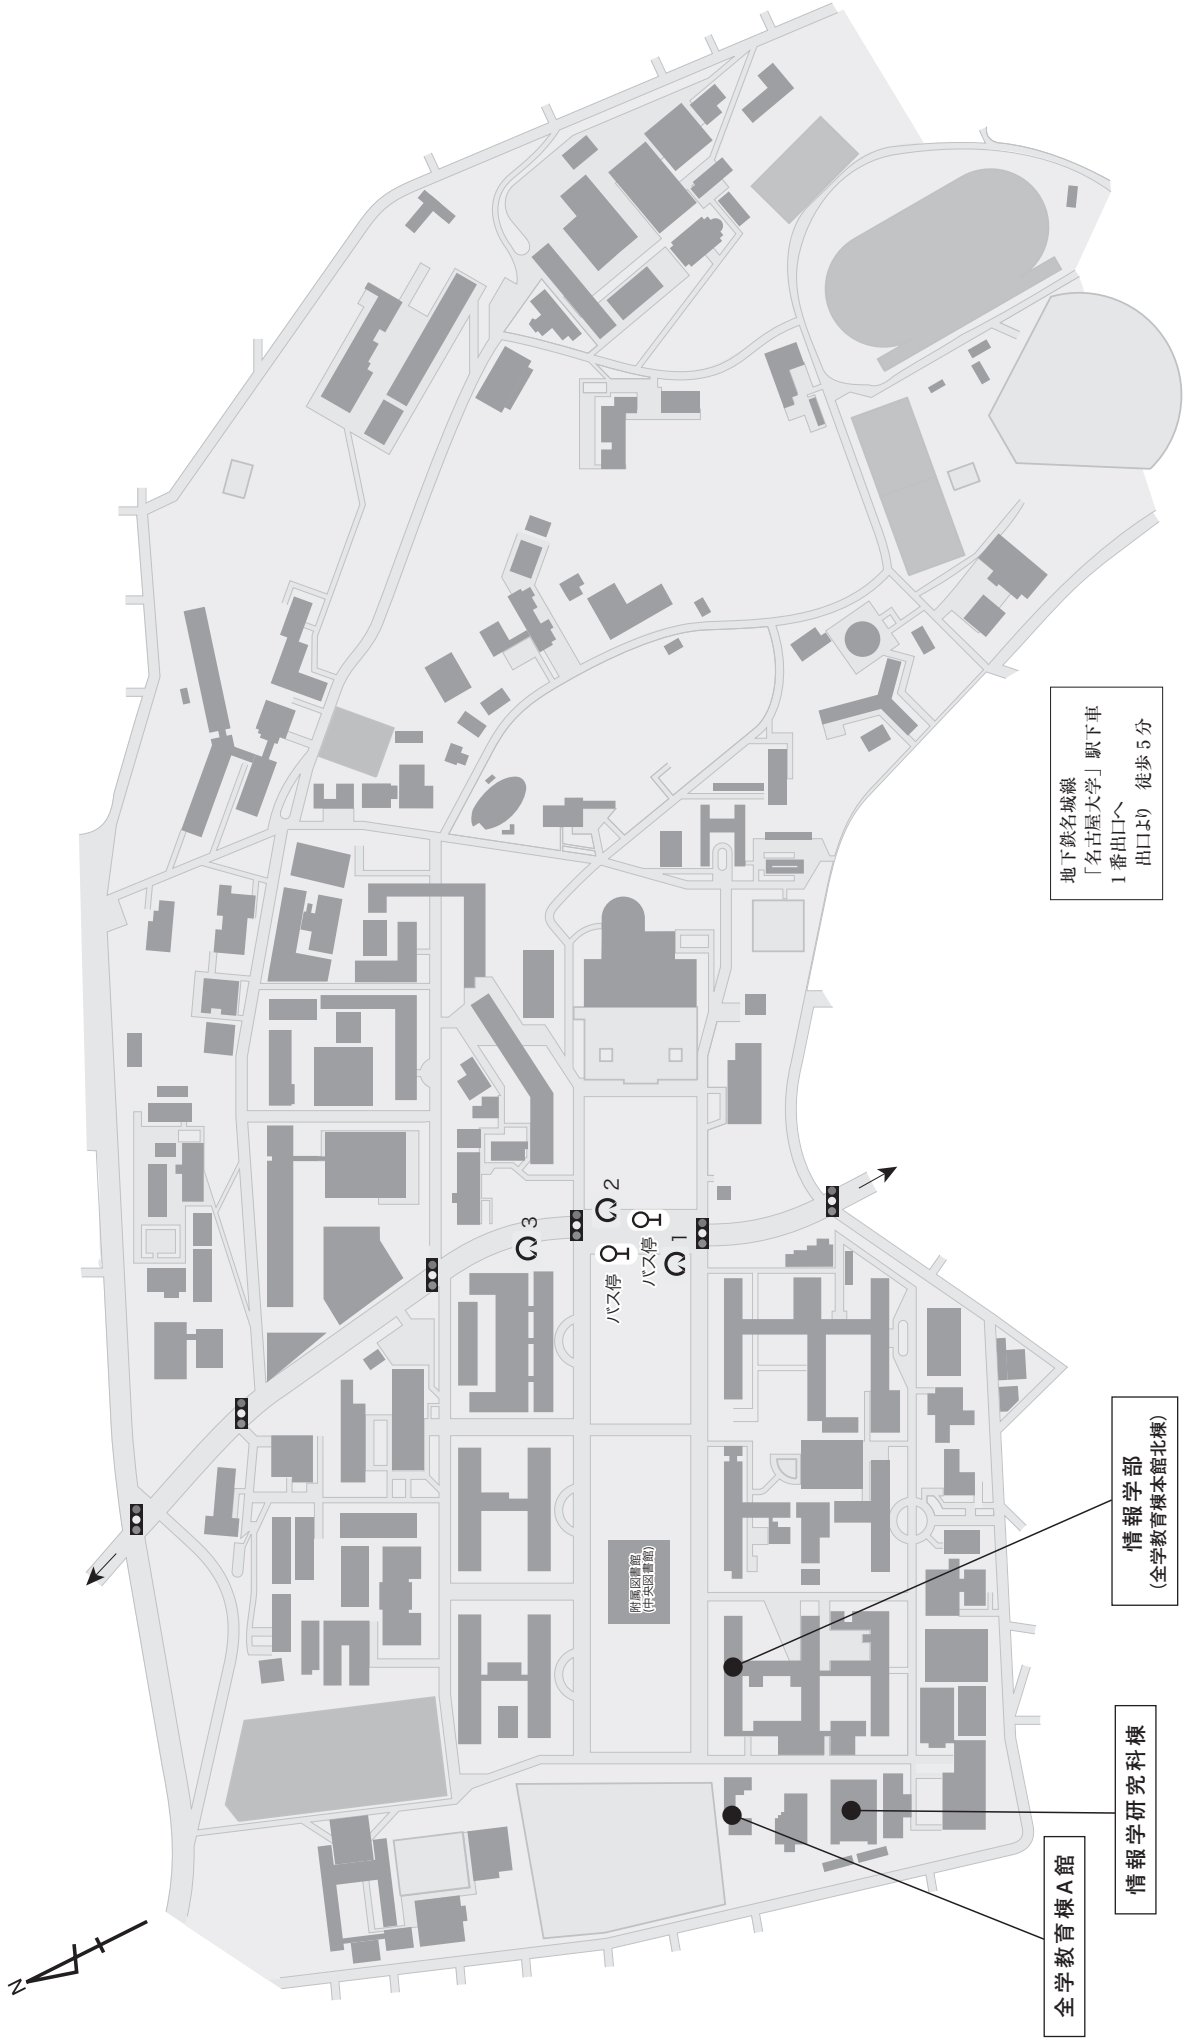 N
3
2
バス停
バス停
1
附属図書館
(中央図書館)
地下鉄名城線
「名古屋大学」駅下車
1番出口へ
出口より 徒歩5分
情報学部
(全学教育棟本館北棟)
情報学研究科棟
全学教育棟A館